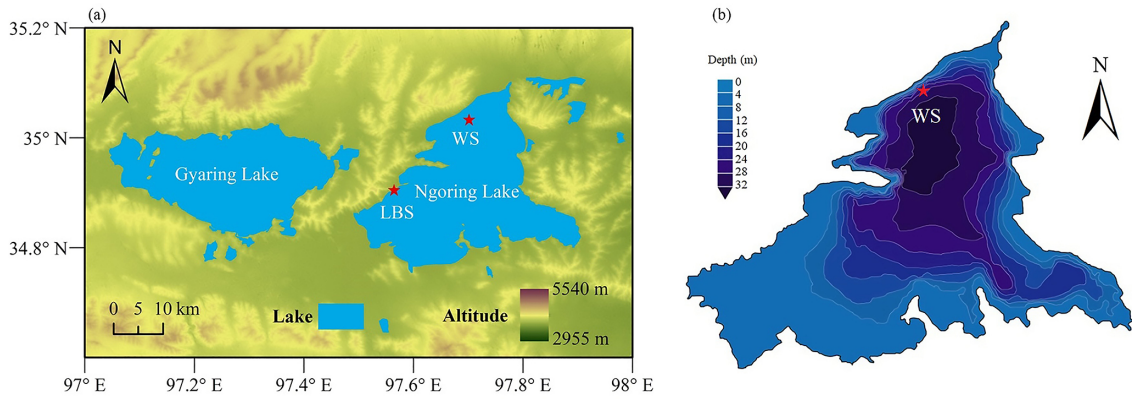 (a)
35.2° N
35° N
34.8° N
N
WS
Gyaring Lake
Ngoring Lake
LBS
0 5 10 km
Lake
Altitude
5540 m
2955 m
97° E
97.2° E
97.4° E
97.6° E
97.8° E
98° E
(b)
Depth (m)
0
4
8
12
16
20
24
28
32
WS
N